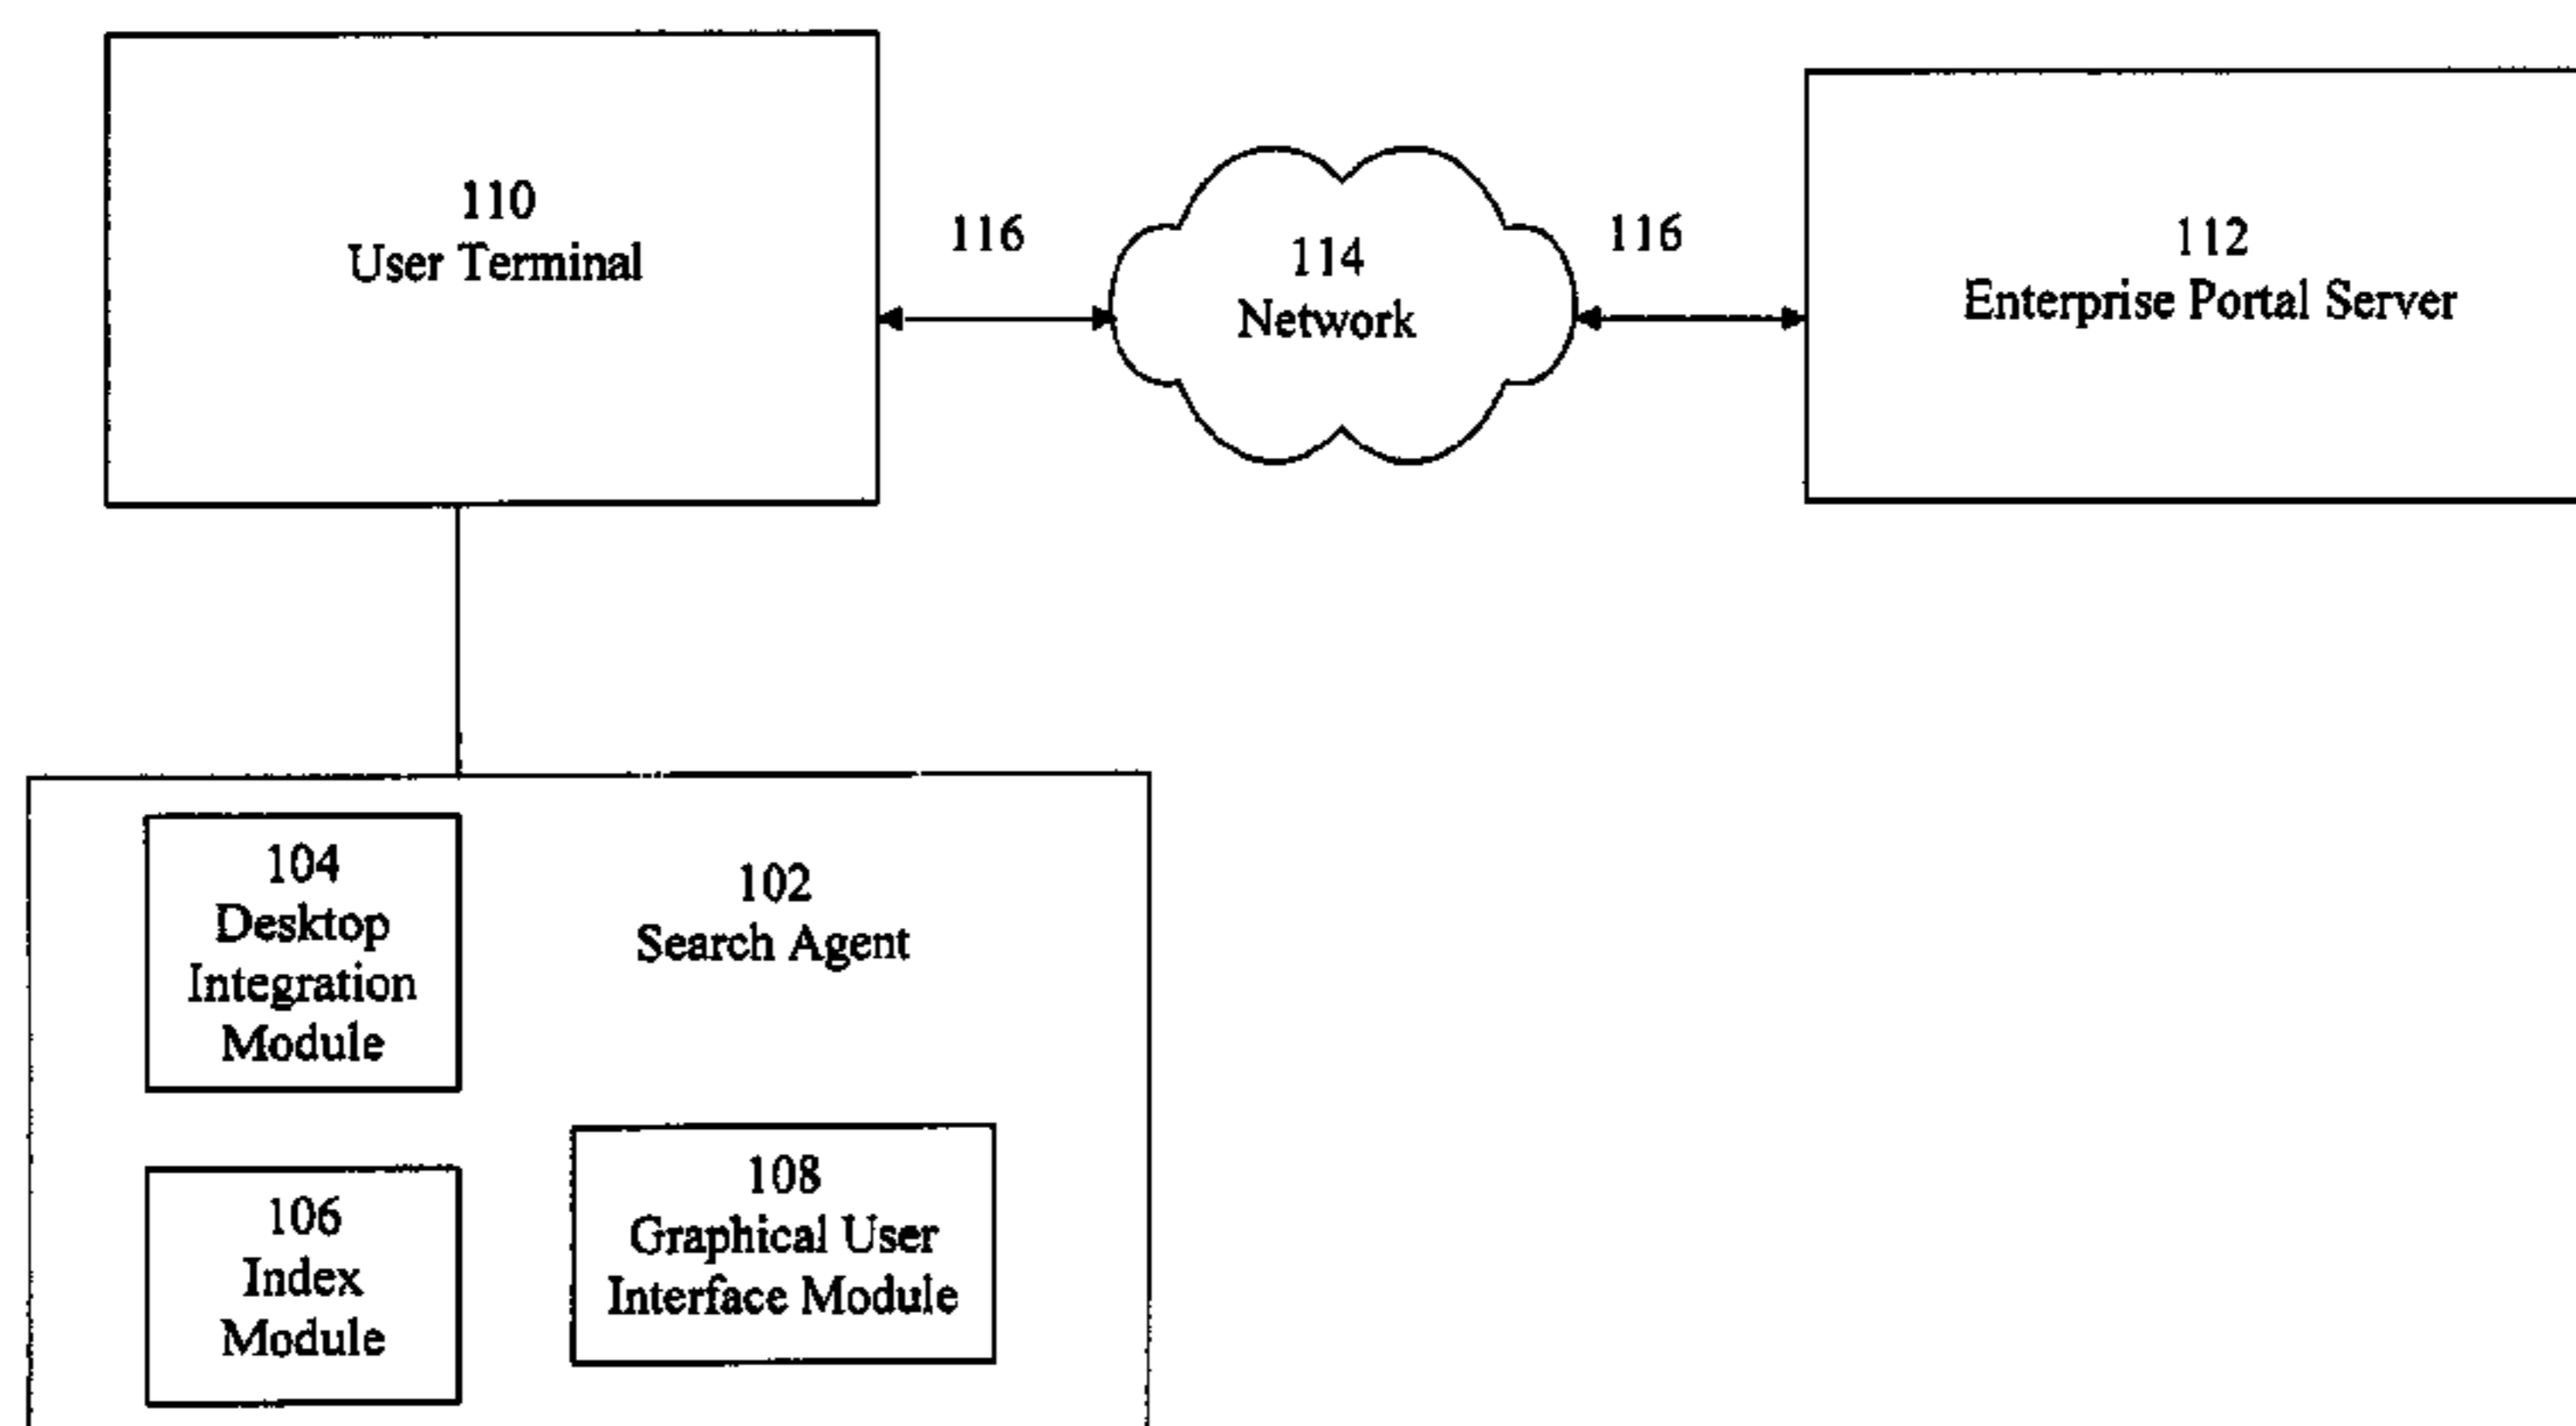 110
User Terminal
116
114
Network
116
112
Enterprise Portal Server
104
Desktop
Integration
Module
102
Search Agent
106
Index
Module
108
Graphical User
Interface Module